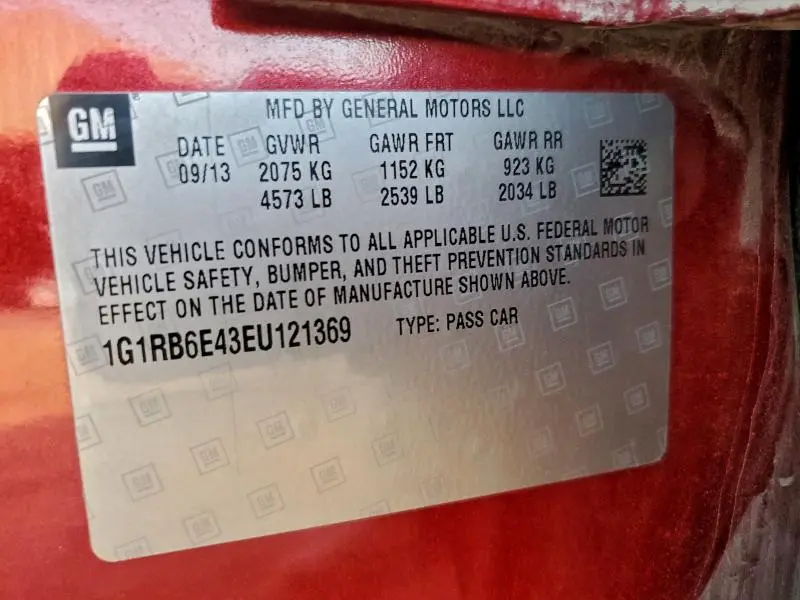 GM
MFD BY GENERAL MOTORS LLC
DATE GVWR GAWR FRT GAWR RR
09/13 2075 KG 1152 KG 923 KG
4573 LB 2539 LB 2034 LB
THIS VEHICLE CONFORMS TO ALL APPLICABLE U.S. FEDERAL MOTOR
VEHICLE SAFETY, BUMPER, AND THEFT PREVENTION STANDARDS IN
EFFECT ON THE DATE OF MANUFACTURE SHOWN ABOVE.
1G1RB6E43EU121369 TYPE: PASS CAR